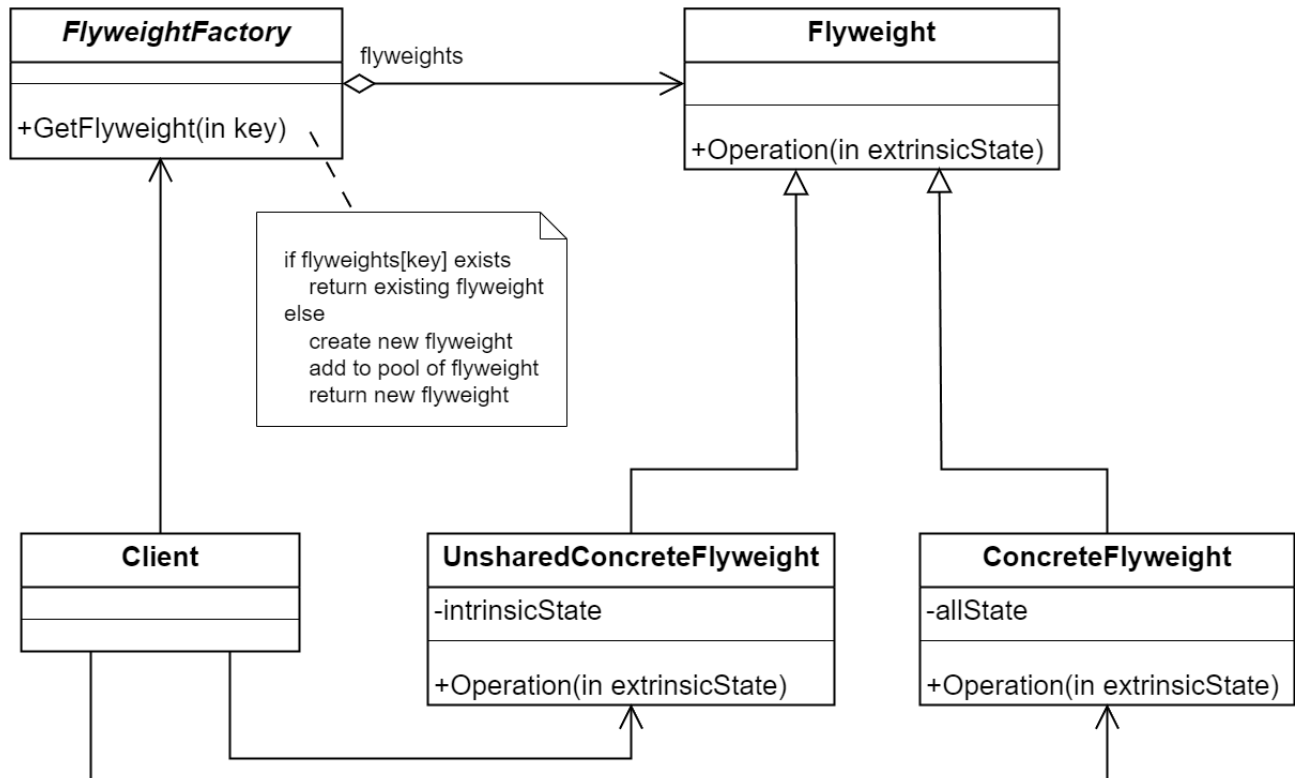 FlyweightFactory
+GetFlyweight(in key)
flyweights
Flyweight
+Operation(in extrinsicState)
if flyweights[key] exists
return existing flyweight
else
create new flyweight
add to pool of flyweight
return new flyweight
Client
UnsharedConcreteFlyweight
-intrinsicState
+Operation(in extrinsicState)
ConcreteFlyweight
-allState
+Operation(in extrinsicState)